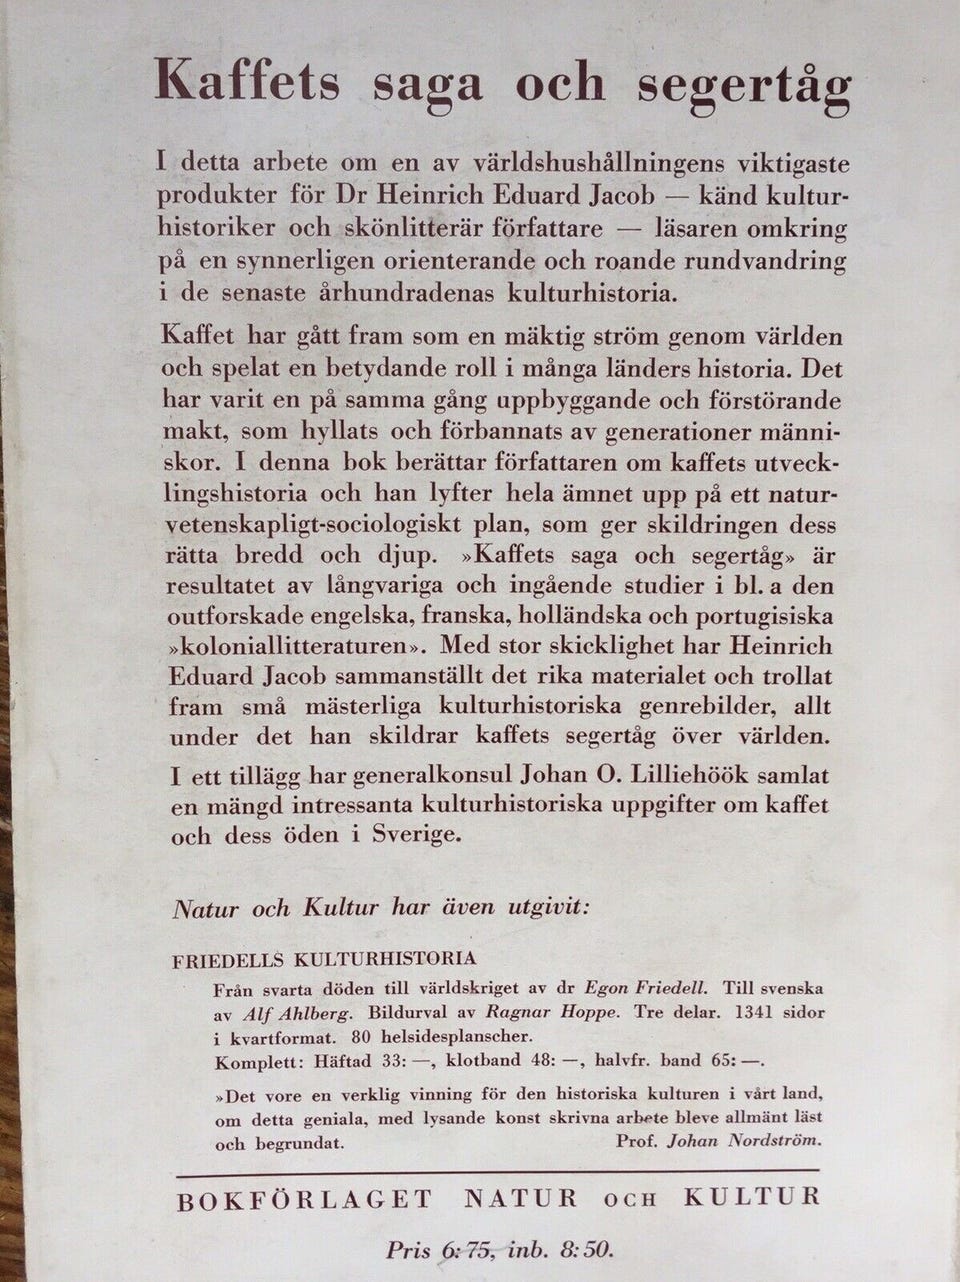 Kaffets saga och segertåg
I detta arbete om en av världshushållningens viktigaste
produkter för Dr Heinrich Eduard Jacob — känd kultur-
historiker och skönlitterär författare — läsaren omkring
på en synnerligen orienterande och roande rundvandring
i de senaste århundradenas kulturhistoria.
Kaffet har gått fram som en mäktig ström genom världen
och spelat en betydande roll i många länders historia. Det
har varit en på samma gång uppbyggande och förstörande
makt, som hyllats och förbannats av generationer männi-
skor. I denna bok berättar författaren om kaffets utveck-
lingshistoria och han lyfter hela ämnet upp på ett natur-
vetenskapligt-sociologiskt plan, som ger skildringen dess
rätta bredd och djup. »Kaffets saga och segertåg» är
resultatet av långvariga och ingående studier i bl. a den
outforskade engelska, franska, holländska och portugisiska
»koloniallitteraturen». Med stor skicklighet har Heinrich
Eduard Jacob sammanställt det rika materialet och trollat
fram små mästerliga kulturhistoriska genrebilder, allt
under det han skildrar kaffets segertåg över världen.
I ett tillägg har generalkonsul Johan O. Lilliehöök samlat
en mängd intressanta kulturhistoriska uppgifter om kaffet
och dess öden i Sverige.
Natur och Kultur har även utgivit:
FRIEDELLS KULTURHISTORIA
Från svarta döden till världskriget av dr Egon Friedell. Till svenska
av Alf Ahlberg. Bildurval av Ragnar Hoppe. Tre delar. 1341 sidor
i kvartformat. 80 helsidesplanscher.
Komplett: Häftad 33: —, klotband 48: —, halvfr. band 65: —.
»Det vore en verklig vinning för den historiska kulturen i vårt land,
om detta geniala, med lysande konst skrivna arbete bleve allmänt läst
och begrundat. Prof. Johan Nordström.
BOKFÖRLAGET NATUR OCH KULTUR
Pris 6: 75, inb. 8: 50.